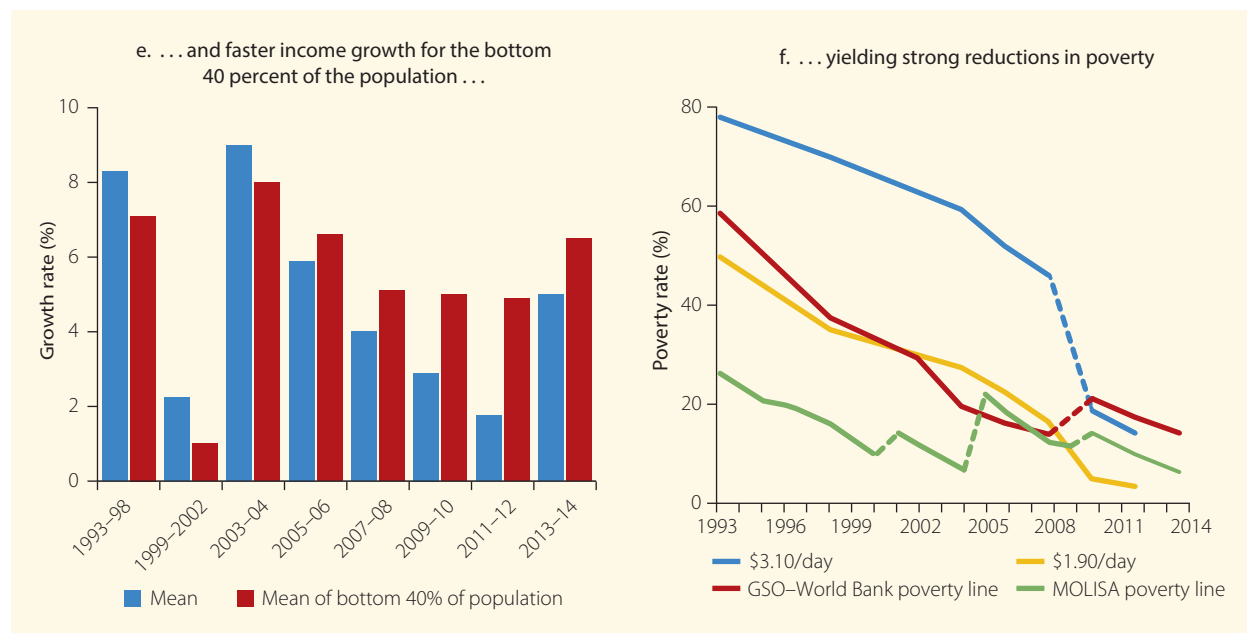 e. . . . and faster income growth for the bottom
40 percent of the population . . .
10
8
6
4
2
0
Growth rate (%)
1993–98
1999–2002
2003–04
2005–06
2007–08
2009–10
2011–12
2013–14
Mean
Mean of bottom 40% of population
f. . . . yielding strong reductions in poverty
80
60
40
20
0
Poverty rate (%)
1993 1996 1999 2002 2005 2008 2011 2014
$3.10/day
$1.90/day
GSO–World Bank poverty line
MOLISA poverty line